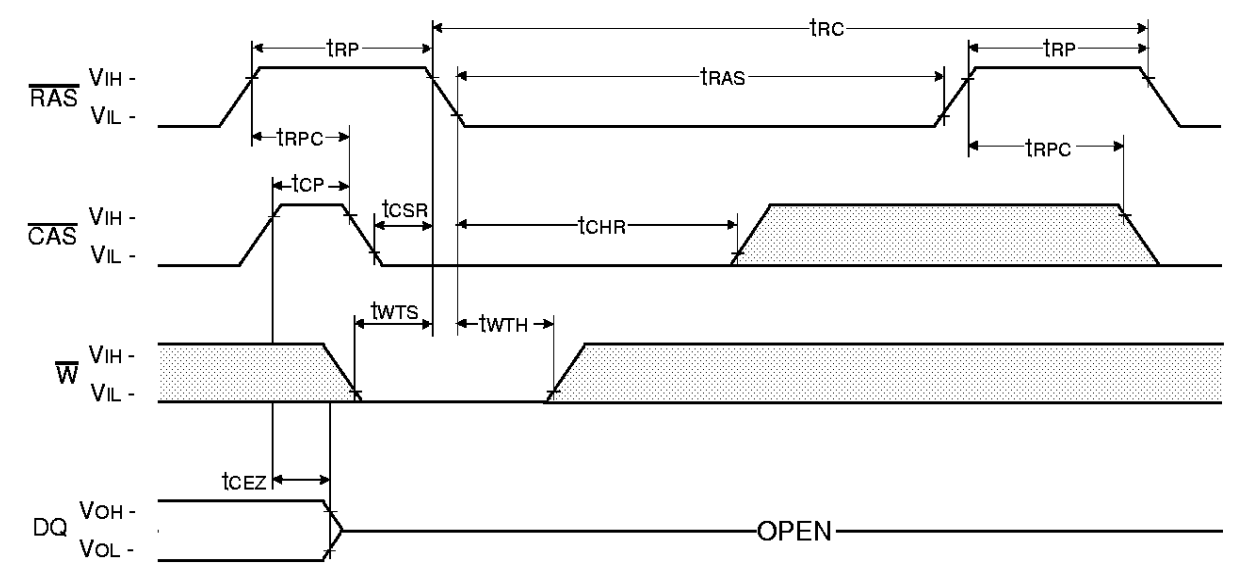 tRP
tRC
tRP
RAS
VIH -
VIL -
tRAS
tRPC
tRPC
tCP
tCSR
CAS
VIH -
VIL -
tCHR
tWTS
tWTH
W
VIH -
VIL -
tCEZ
DQ
VOH -
VOL -
OPEN